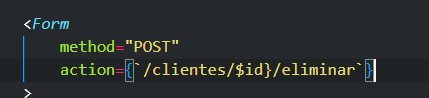 <Form
method="POST"
action={`/clientes/$id}/eliminar`}
>